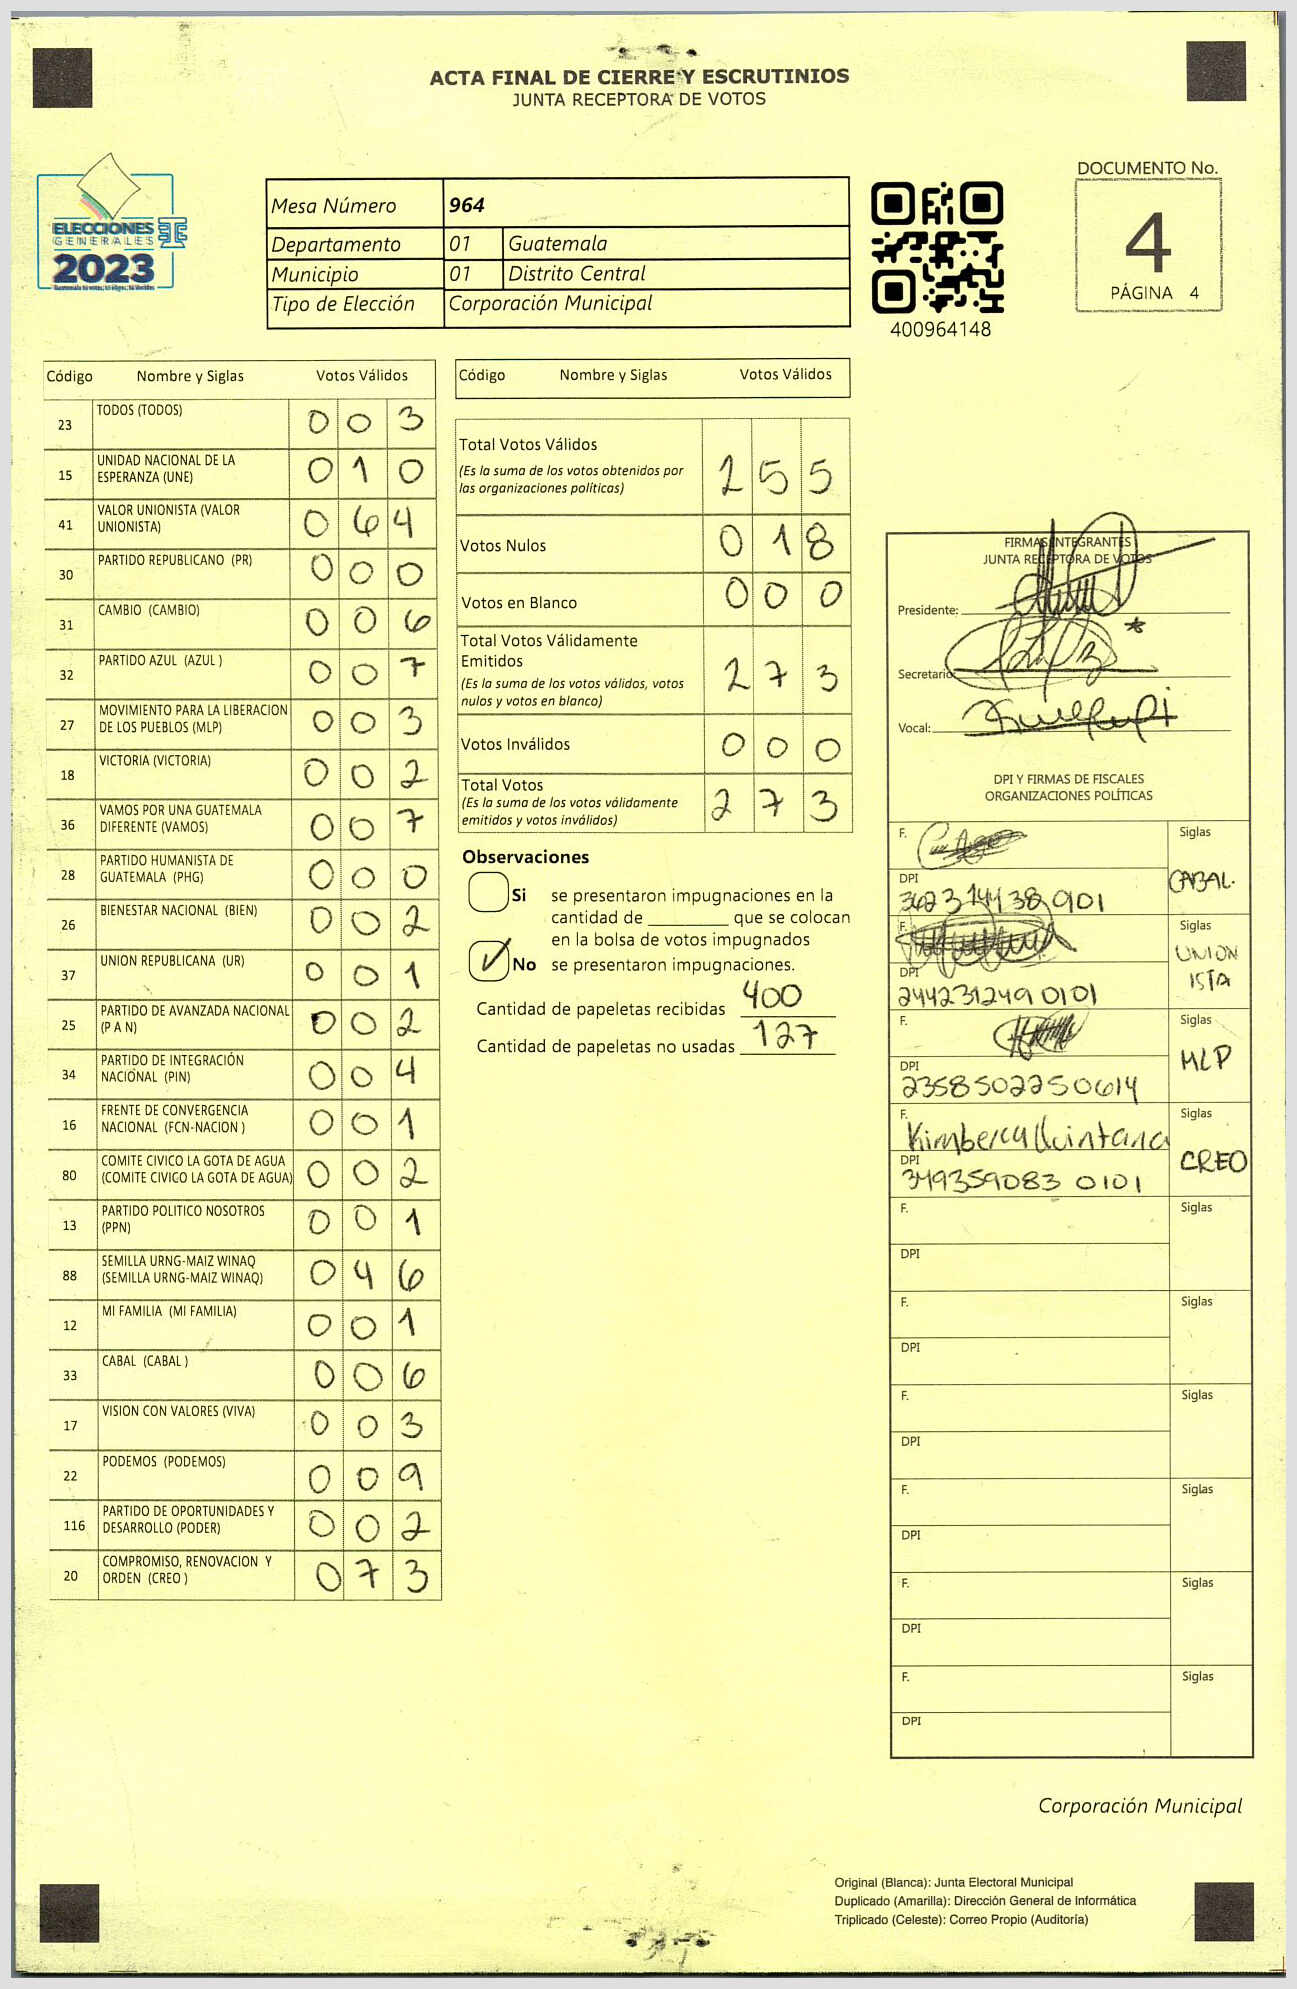 ACTA FINAL DE CIERRE Y ESCRUTINIOS
JUNTA RECEPTORA DE VOTOS
ELECCIONES
GENERALES
2023
Mesa Número 964
Departamento 01 Guatemala
Municipio 01 Distrito Central
Tipo de Elección Corporación Municipal
400964148
DOCUMENTO No.
4
PÁGINA 4
Código Nombre y Siglas Votos Válidos
23 TODOS (TODOS) 0 0 3
15 UNIDAD NACIONAL DE LA
ESPERANZA (UNE) 0 1 0
41 VALOR UNIONISTA (VALOR
UNIONISTA) 0 6 4
30 PARTIDO REPUBLICANO (PR) 0 0 0
31 CAMBIO (CAMBIO) 0 0 6
32 PARTIDO AZUL (AZUL ) 0 0 7
27 MOVIMIENTO PARA LA LIBERACION
DE LOS PUEBLOS (MLP) 0 0 3
18 VICTORIA (VICTORIA) 0 0 2
36 VAMOS POR UNA GUATEMALA
DIFERENTE (VAMOS) 0 0 7
28 PARTIDO HUMANISTA DE
GUATEMALA (PHG) 0 0 0
26 BIENESTAR NACIONAL (BIEN) 0 0 2
37 UNION REPUBLICANA (UR) 0 0 1
25 PARTIDO DE AVANZADA NACIONAL
(P A N) 0 0 2
34 PARTIDO DE INTEGRACIÓN
NACIONAL (PIN) 0 0 4
16 FRENTE DE CONVERGENCIA
NACIONAL (FCN-NACION ) 0 0 1
80 COMITE CIVICO LA GOTA DE AGUA
(COMITE CIVICO LA GOTA DE AGUA) 0 0 2
13 PARTIDO POLITICO NOSOTROS
(PPN) 0 0 1
88 SEMILLA URNG-MAIZ WINAQ
(SEMILLA URNG-MAIZ WINAQ) 0 4 6
12 MI FAMILIA (MI FAMILIA) 0 0 1
33 CABAL (CABAL ) 0 0 6
17 VISION CON VALORES (VIVA) 0 0 3
22 PODEMOS (PODEMOS) 0 0 9
116 PARTIDO DE OPORTUNIDADES Y
DESARROLLO (PODER) 0 0 2
20 COMPROMISO, RENOVACION Y
ORDEN (CREO ) 0 7 3
Código Nombre y Siglas Votos Válidos
Total Votos Válidos
(Es la suma de los votos obtenidos por
las organizaciones políticas) 2 5 5
Votos Nulos 0 1 8
Votos en Blanco 0 0 0
Total Votos Válidamente
Emitidos
(Es la suma de los votos válidos, votos
nulos y votos en blanco) 2 7 3
Votos Inválidos 0 0 0
Total Votos
(Es la suma de los votos válidamente
emitidos y votos inválidos) 2 7 3
Observaciones
Si se presentaron impugnaciones en la
cantidad de ________ que se colocan
en la bolsa de votos impugnados
No se presentaron impugnaciones.
Cantidad de papeletas recibidas 400
Cantidad de papeletas no usadas 127
FIRMAS INTEGRANTES
JUNTA RECEPTORA DE VOTOS
Presidente:
Secretario:
Vocal:
DPI Y FIRMAS DE FISCALES
ORGANIZACIONES POLÍTICAS
F. Siglas
DPI CABAL.
F. Siglas
UNION
ISTA
DPI
2442312490101
F. Siglas
MLP
DPI
2358502250614
F. Siglas
Quintana
DPI CREO
349359083 0101
F. Siglas
DPI
F. Siglas
DPI
F. Siglas
DPI
F. Siglas
DPI
F. Siglas
DPI
F. Siglas
DPI
Corporación Municipal
Original (Blanca): Junta Electoral Municipal
Duplicado (Amarilla): Dirección General de Informática
Triplicado (Celeste): Correo Propio (Auditoría)